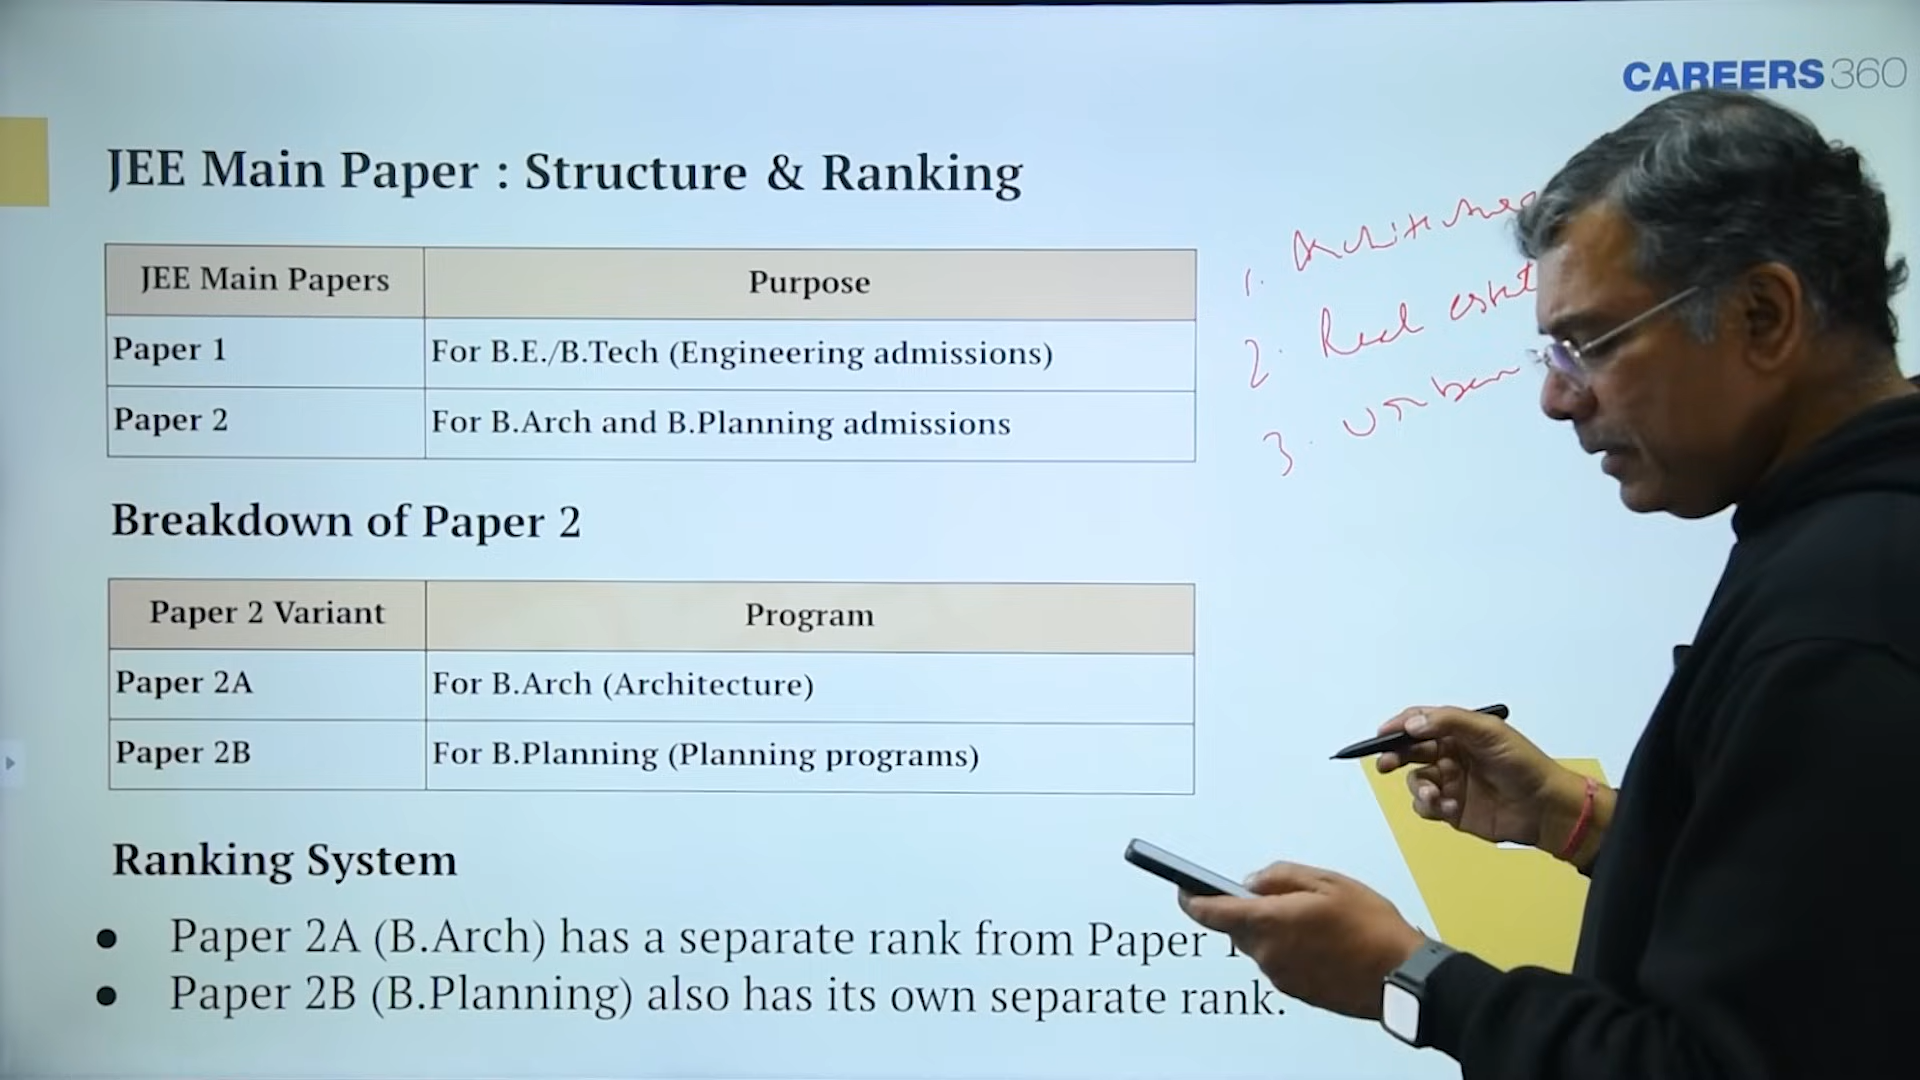 CAREERS360
JEE Main Paper : Structure & Ranking
JEE Main Papers Purpose
Paper 1 For B.E./B.Tech (Engineering admissions)
Paper 2 For B.Arch and B.Planning admissions
1.
2. Real
3. Urban
Breakdown of Paper 2
Paper 2 Variant Program
Paper 2A For B.Arch (Architecture)
Paper 2B For B.Planning (Planning programs)
Ranking System
● Paper 2A (B.Arch) has a separate rank from Paper
● Paper 2B (B.Planning) also has its own separate rank.